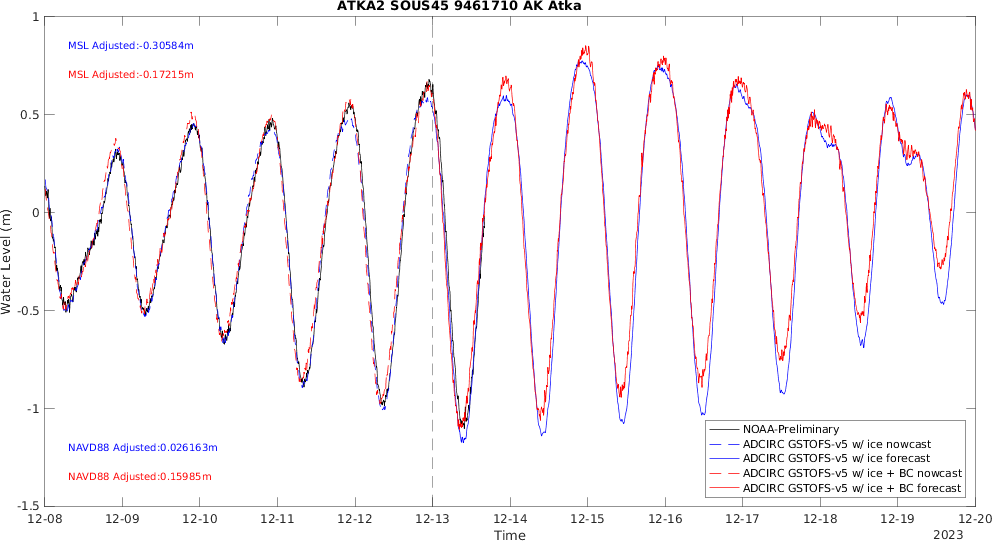 ATKA2 SOUS45 9461710 AK Atka
1
0.5
0
-0.5
-1
-1.5
Water Level (m)
MSL Adjusted:-0.30584m
MSL Adjusted:-0.17215m
NAVD88 Adjusted:0.026163m
NAVD88 Adjusted:0.15985m
NOAA-Preliminary
ADCIRC GSTOFS-v5 w/ ice nowcast
ADCIRC GSTOFS-v5 w/ ice forecast
ADCIRC GSTOFS-v5 w/ ice + BC nowcast
ADCIRC GSTOFS-v5 w/ ice + BC forecast
12-08 12-09 12-10 12-11 12-12 12-13 12-14 12-15 12-16 12-17 12-18 12-19 12-20
Time
2023